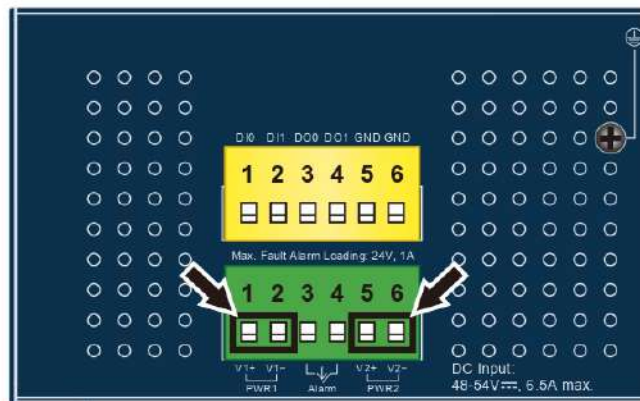 DI0 DI1 DO0 DO1 GND GND
1 2 3 4 5 6
Max. Fault Alarm Loading: 24V, 1A
1 2 3 4 5 6
V1+ V1- V2+ V2-
PWR1 Alarm PWR2
DC Input:
48-54V⎓, 6.5A max.